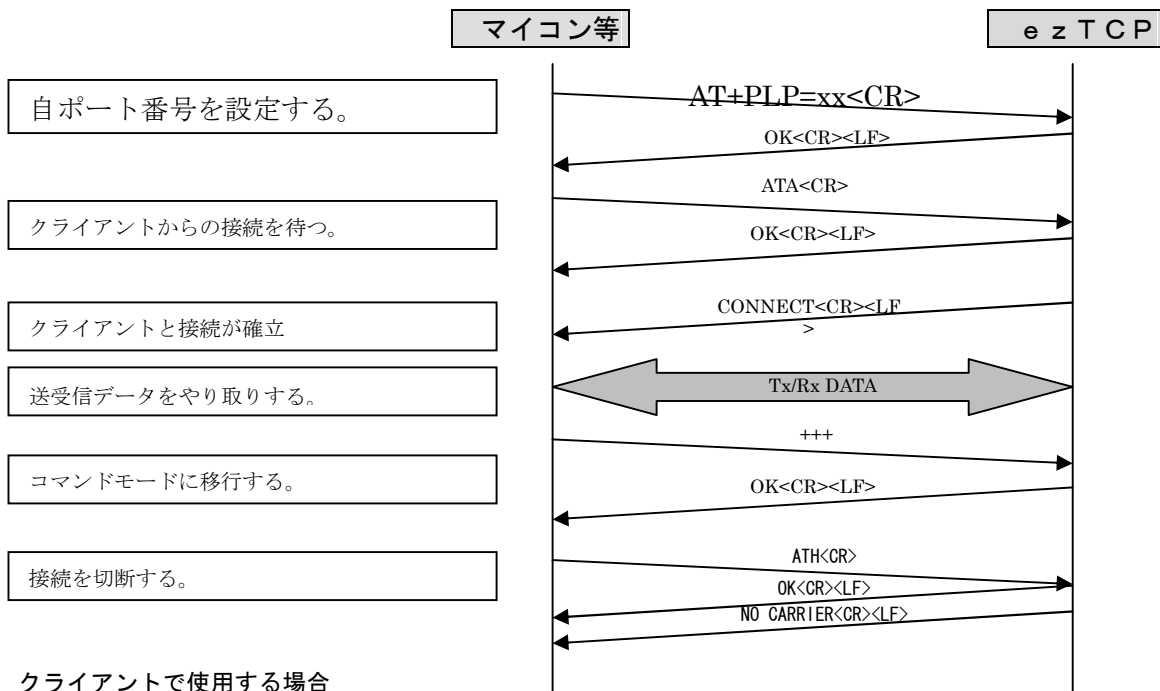 マイコン等
ｅｚＴＣＰ
自ポート番号を設定する。
AT+PLP=xx<CR>
OK<CR><LF>
ATA<CR>
クライアントからの接続を待つ。
OK<CR><LF>
CONNECT<CR><LF
>
クライアントと接続が確立
送受信データをやり取りする。
Tx/Rx DATA
+++
コマンドモードに移行する。
OK<CR><LF>
ATH<CR>
接続を切断する。
OK<CR><LF>
NO CARRIER<CR><LF>
クライアントで使用する場合